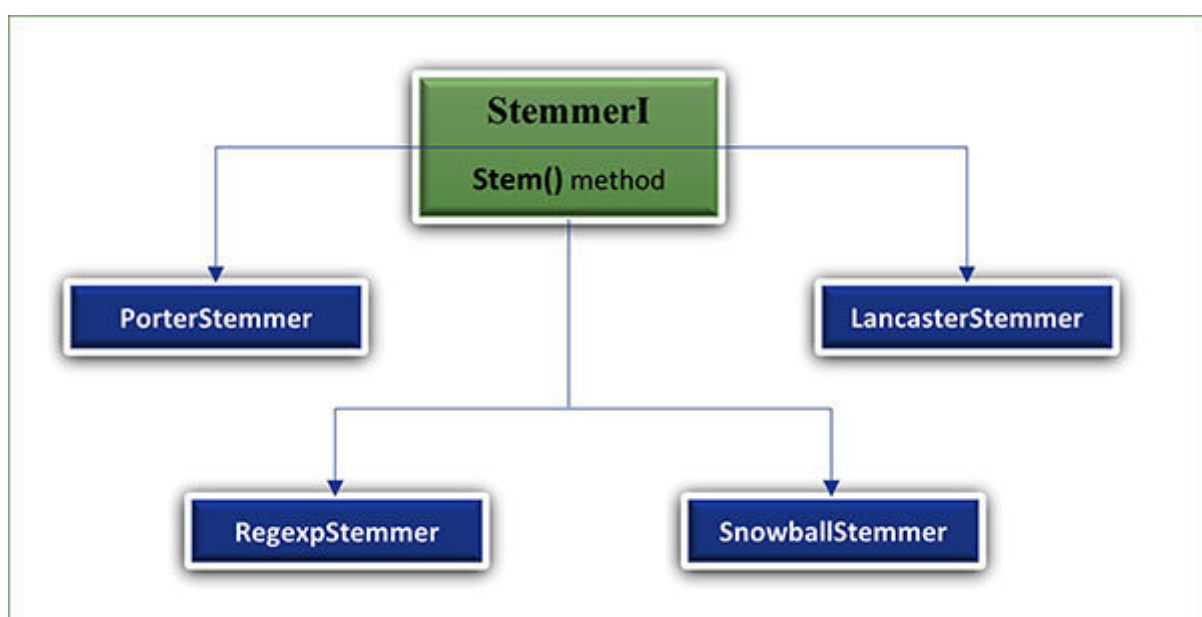 StemmerI
Stem() method
PorterStemmer
LancasterStemmer
RegexpStemmer
SnowballStemmer